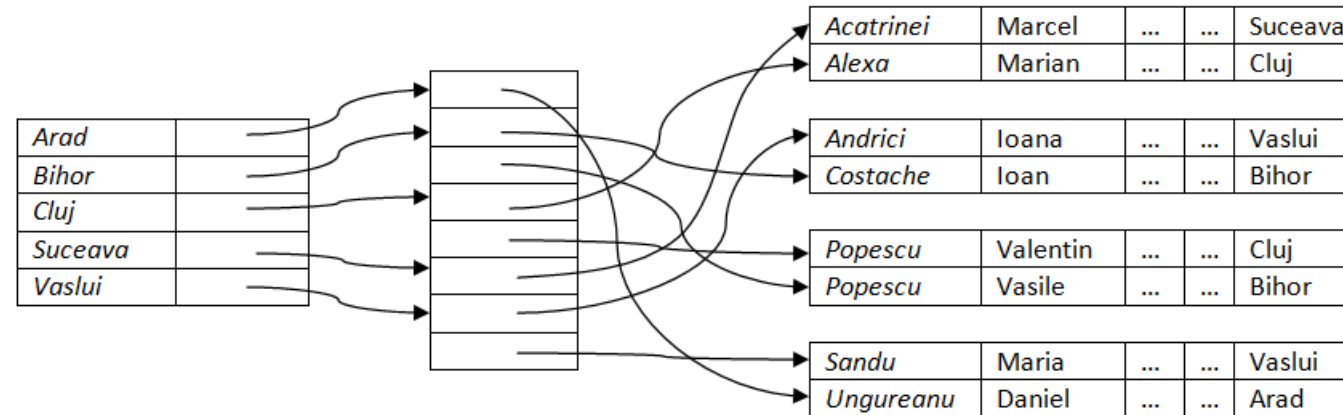 Arad
Bihor
Cluj
Suceava
Vaslui
Acatrinei Marcel ... ... Suceava
Alexa Marian ... ... Cluj
Andrici Ioana ... ... Vaslui
Costache Ioan ... ... Bihor
Popescu Valentin ... ... Cluj
Popescu Vasile ... ... Bihor
Sandu Maria ... ... Vaslui
Ungureanu Daniel ... ... Arad